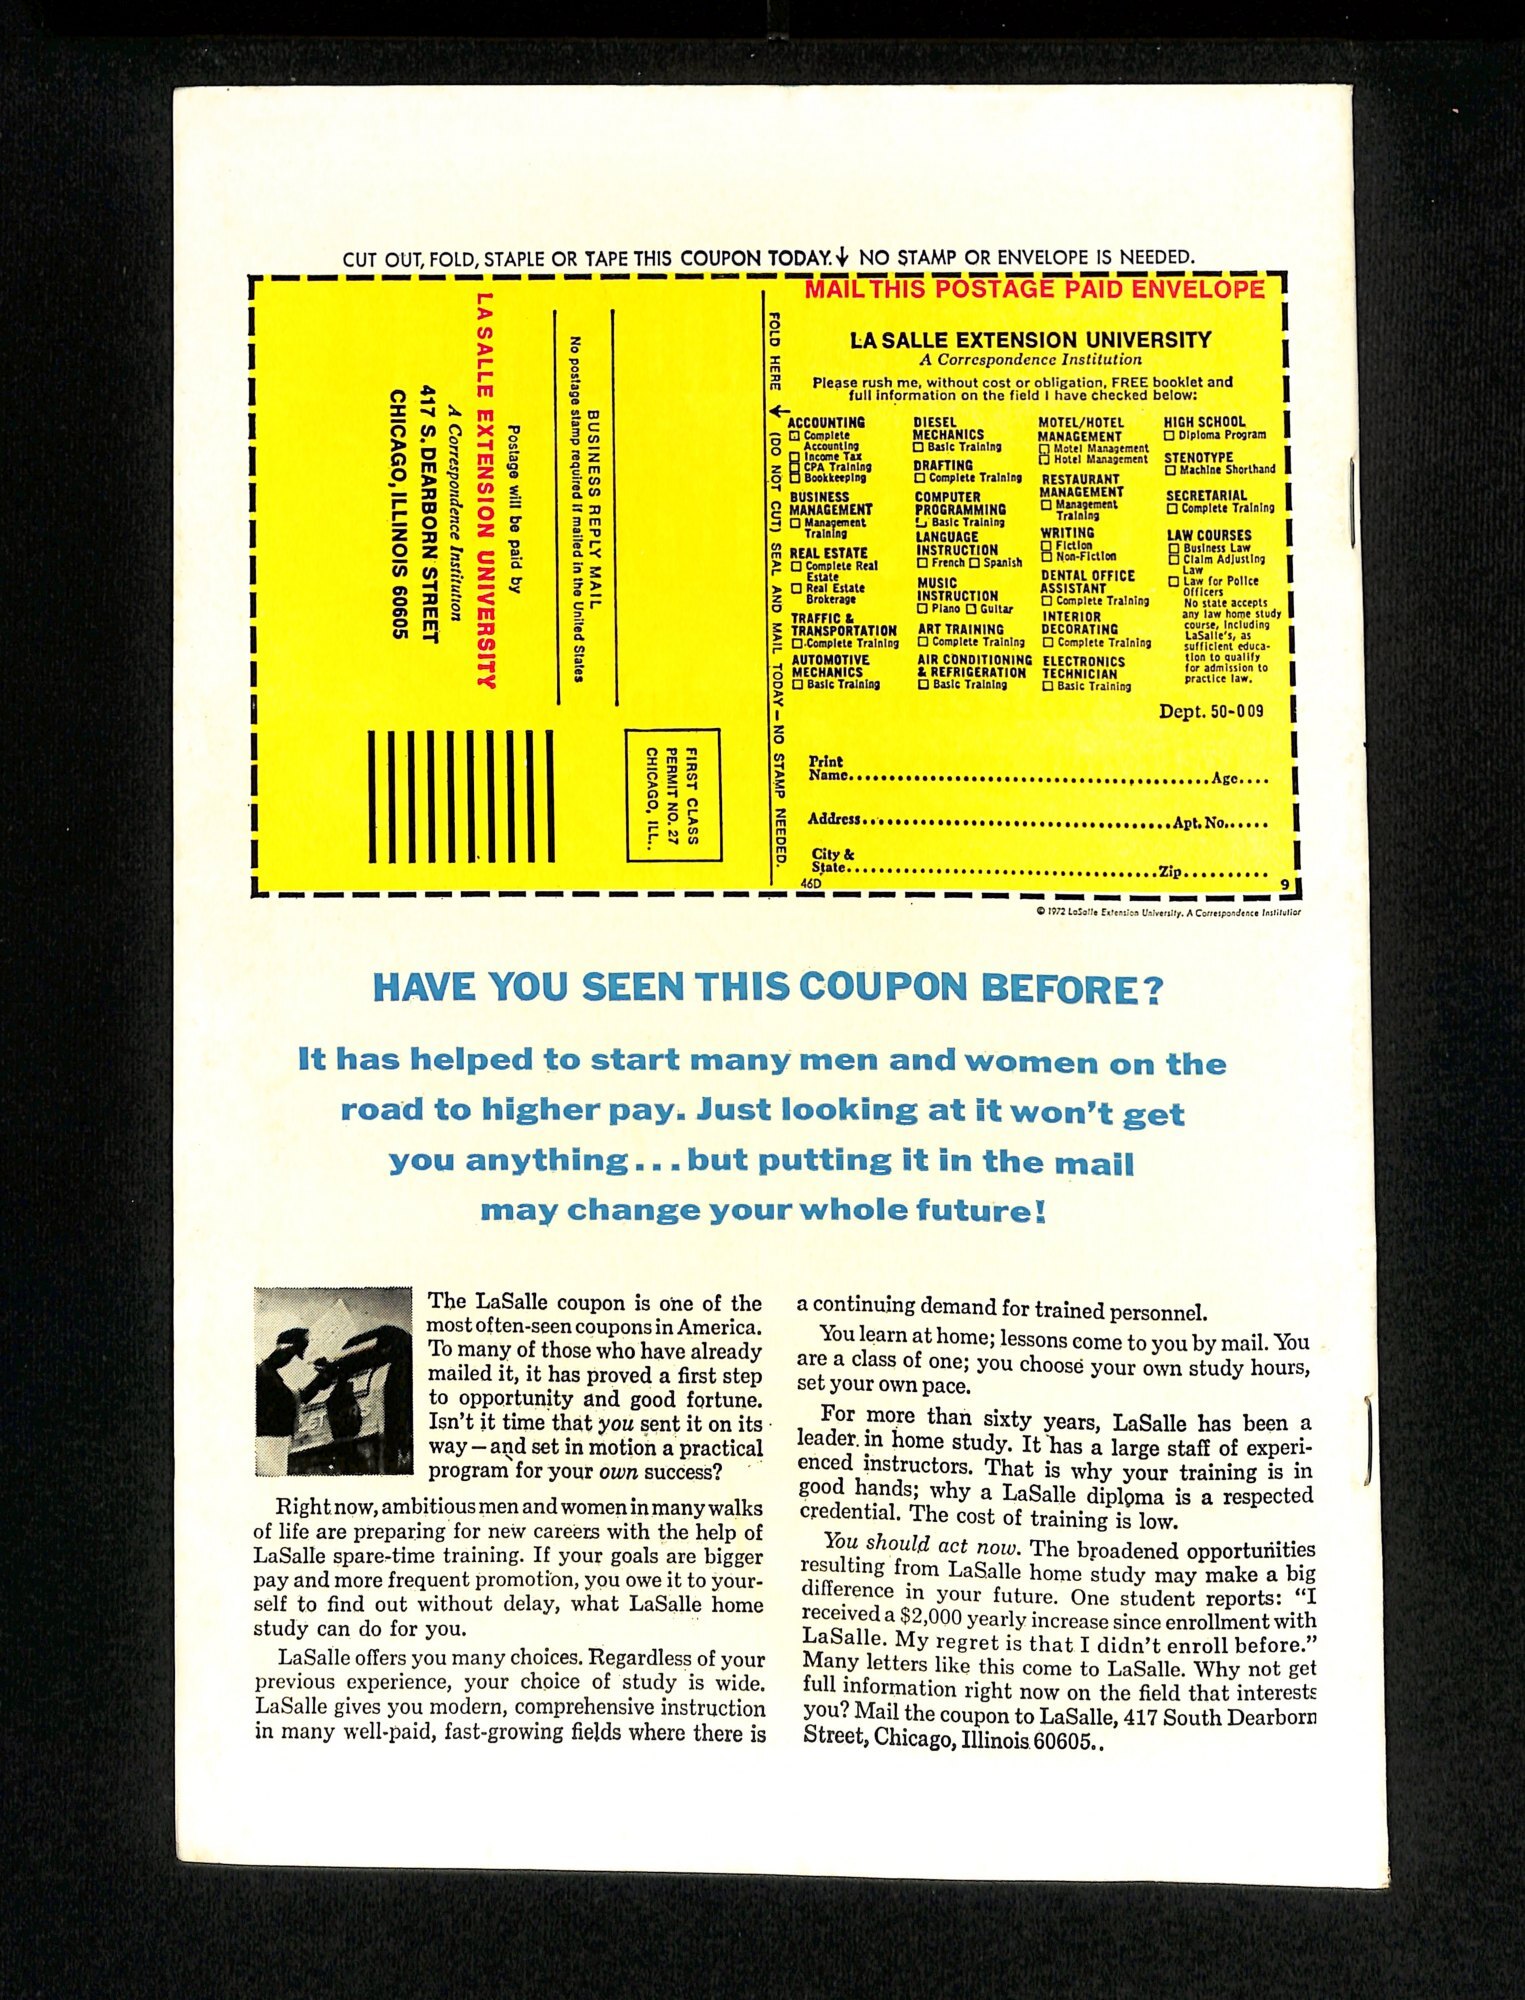 CUT OUT, FOLD, STAPLE OR TAPE THIS COUPON TODAY.↓ NO STAMP OR ENVELOPE IS NEEDED.
LA SALLE EXTENSION UNIVERSITY
A Correspondence Institution
417 S. DEARBORN STREET
CHICAGO, ILLINOIS 60605
Postage will be paid by
BUSINESS REPLY MAIL
No postage stamp required if mailed in the United States
FIRST CLASS
PERMIT NO. 27
CHICAGO, ILL..
FOLD HERE ↓ (DO NOT CUT) SEAL AND MAIL TODAY — NO STAMP NEEDED.
MAIL THIS POSTAGE PAID ENVELOPE
LA SALLE EXTENSION UNIVERSITY
A Correspondence Institution
Please rush me, without cost or obligation, FREE booklet and
full information on the field I have checked below:
ACCOUNTING
☐ Complete
Accounting
☐ Income Tax
☐ CPA Training
☐ Bookkeeping
BUSINESS
MANAGEMENT
☐ Management
Training
REAL ESTATE
☐ Complete Real
Estate
☐ Real Estate
Brokerage
TRAFFIC &
TRANSPORTATION
☐ Complete Training
AUTOMOTIVE
MECHANICS
☐ Basic Training
DIESEL
MECHANICS
☐ Basic Training
DRAFTING
☐ Complete Training
COMPUTER
PROGRAMMING
☐ Basic Training
LANGUAGE
INSTRUCTION
☐ French ☐ Spanish
MUSIC
INSTRUCTION
☐ Piano ☐ Guitar
ART TRAINING
☐ Complete Training
AIR CONDITIONING
& REFRIGERATION
☐ Basic Training
MOTEL/HOTEL
MANAGEMENT
☐ Motel Management
☐ Hotel Management
RESTAURANT
MANAGEMENT
☐ Management
Training
WRITING
☐ Fiction
☐ Non-Fiction
DENTAL OFFICE
ASSISTANT
☐ Complete Training
INTERIOR
DECORATING
☐ Complete Training
ELECTRONICS
TECHNICIAN
☐ Basic Training
HIGH SCHOOL
☐ Diploma Program
STENOTYPE
☐ Machine Shorthand
SECRETARIAL
☐ Complete Training
LAW COURSES
☐ Business Law
☐ Claim Adjusting
Law
☐ Law for Police
Officers
No state accepts
any law home study
course, including
LaSalle's, as
sufficient educa-
tion to qualify
for admission to
practice law.
Dept. 50-009
Print
Name.............................................Age....
Address.......................................Apt. No......
City &
State.......................................Zip..........
46D 9
© 1972 LaSalle Extension University. A Correspondence Institution
HAVE YOU SEEN THIS COUPON BEFORE?
It has helped to start many men and women on the
road to higher pay. Just looking at it won't get
you anything...but putting it in the mail
may change your whole future!
The LaSalle coupon is one of the
most often-seen coupons in America.
To many of those who have already
mailed it, it has proved a first step
to opportunity and good fortune.
Isn't it time that you sent it on its
way—and set in motion a practical
program for your own success?
Right now, ambitious men and women in many walks
of life are preparing for new careers with the help of
LaSalle spare-time training. If your goals are bigger
pay and more frequent promotion, you owe it to your-
self to find out without delay, what LaSalle home
study can do for you.
LaSalle offers you many choices. Regardless of your
previous experience, your choice of study is wide.
LaSalle gives you modern, comprehensive instruction
in many well-paid, fast-growing fields where there is
a continuing demand for trained personnel.
You learn at home; lessons come to you by mail. You
are a class of one; you choose your own study hours,
set your own pace.
For more than sixty years, LaSalle has been a
leader in home study. It has a large staff of experi-
enced instructors. That is why your training is in
good hands; why a LaSalle diploma is a respected
credential. The cost of training is low.
You should act now. The broadened opportunities
resulting from LaSalle home study may make a big
difference in your future. One student reports: "I
received a $2,000 yearly increase since enrollment with
LaSalle. My regret is that I didn't enroll before."
Many letters like this come to LaSalle. Why not get
full information right now on the field that interests
you? Mail the coupon to LaSalle, 417 South Dearborn
Street, Chicago, Illinois 60605..